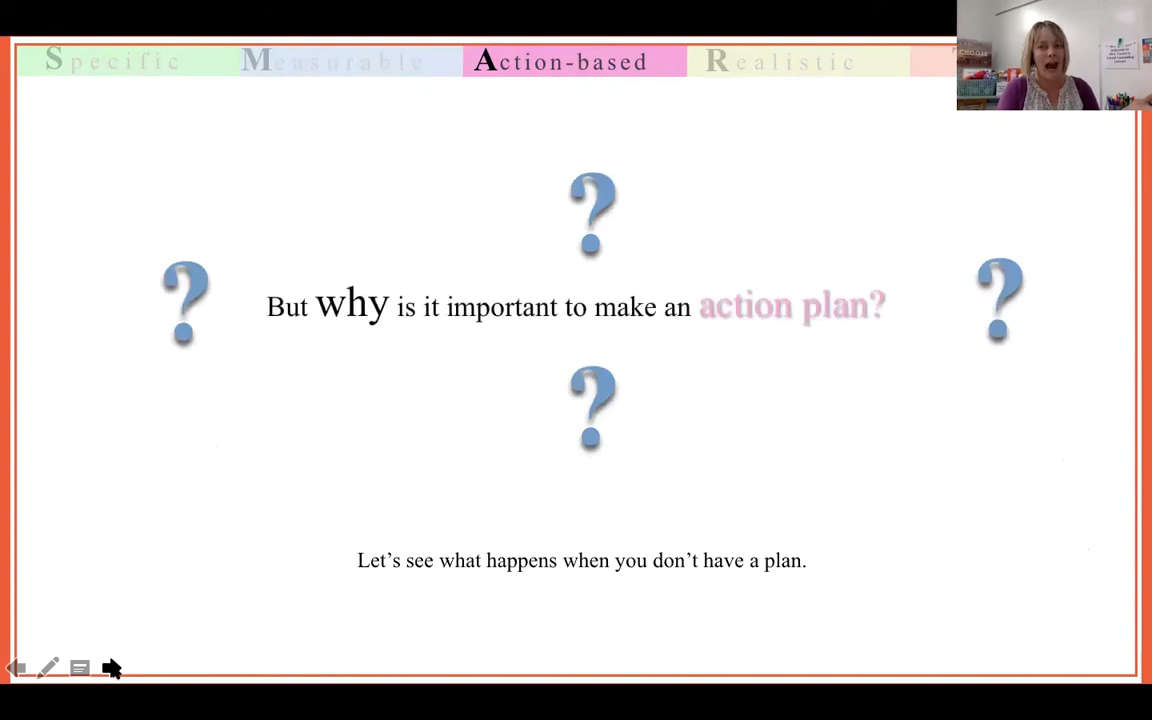 Specific Measurable Action-based Realistic
CHOOSE
?
? But why is it important to make an action plan? ?
?
Let's see what happens when you don't have a plan.